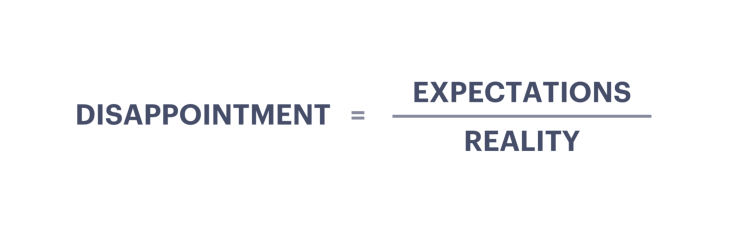 DISAPPOINTMENT = EXPECTATIONS
REALITY